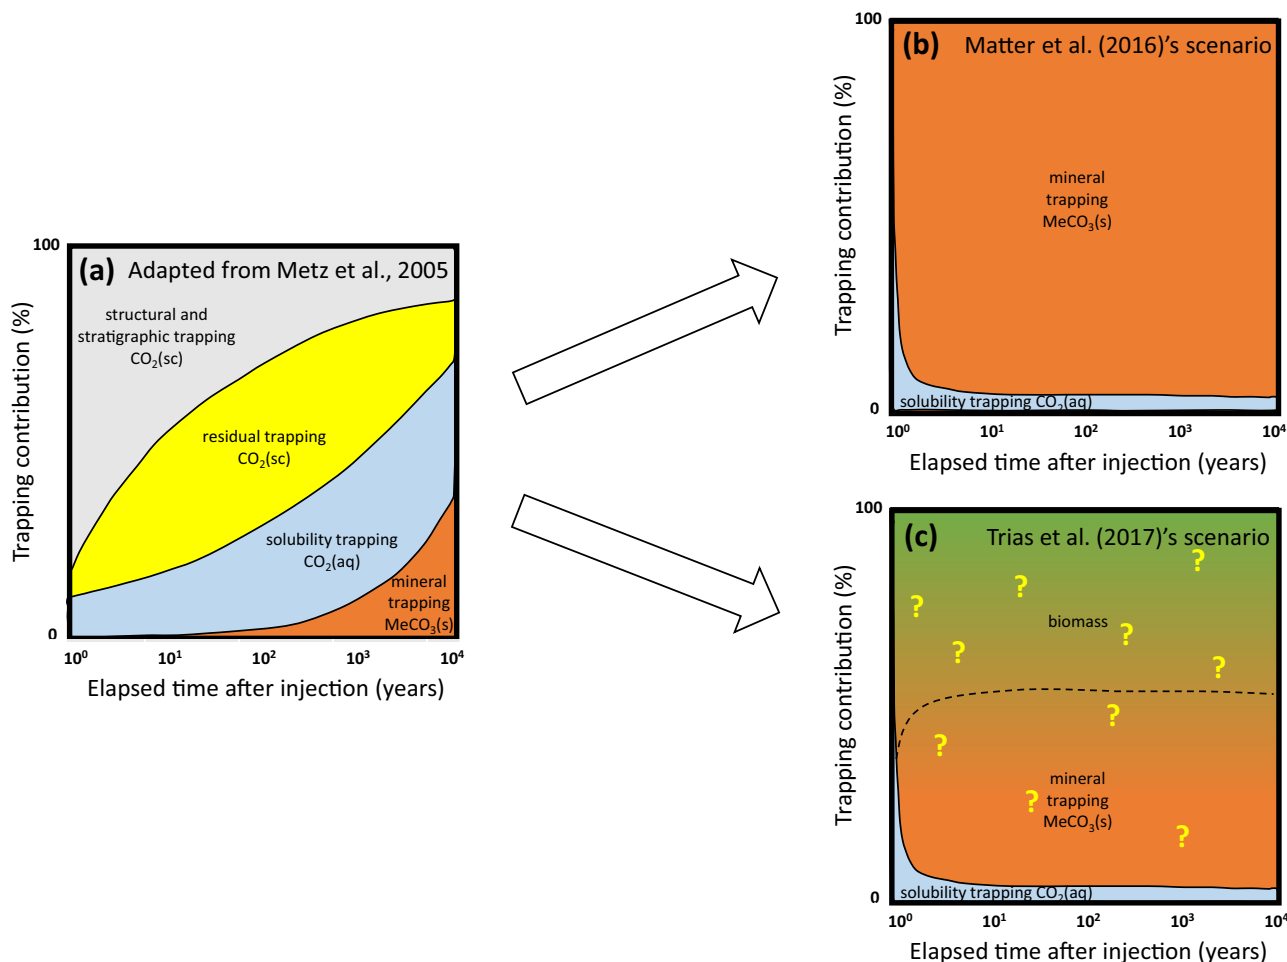 100
(a) Adapted from Metz et al., 2005
structural and
stratigraphic trapping
CO₂(sc)
residual trapping
CO₂(sc)
solubility trapping
CO₂(aq)
mineral
trapping
MeCO₃(s)
0
10⁰ 10¹ 10² 10³ 10⁴
Elapsed time after injection (years)
Trapping contribution (%)
100
(b) Matter et al. (2016)'s scenario
mineral
trapping
MeCO₃(s)
solubility trapping CO₂(aq)
0
10⁰ 10¹ 10² 10³ 10⁴
Elapsed time after injection (years)
Trapping contribution (%)
100
(c) Trias et al. (2017)'s scenario
?
?
?
biomass
?
?
?
?
?
mineral
trapping
MeCO₃(s)
?
?
solubility trapping CO₂(aq)
0
10⁰ 10¹ 10² 10³ 10⁴
Elapsed time after injection (years)
Trapping contribution (%)